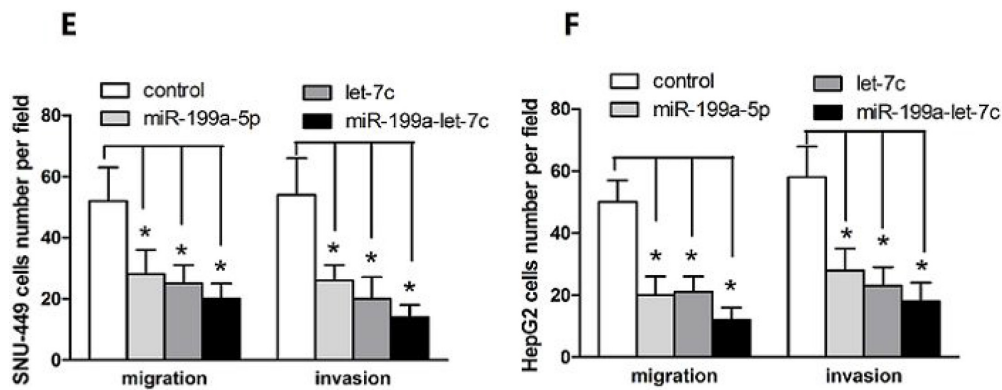 E
control
let-7c
miR-199a-5p
miR-199a-let-7c
SNU-449 cells number per field
80
60
40
20
0
*
*
*
*
*
*
migration
invasion
F
control
let-7c
miR-199a-5p
miR-199a-let-7c
HepG2 cells number per field
80
60
40
20
0
*
*
*
*
*
*
migration
invasion